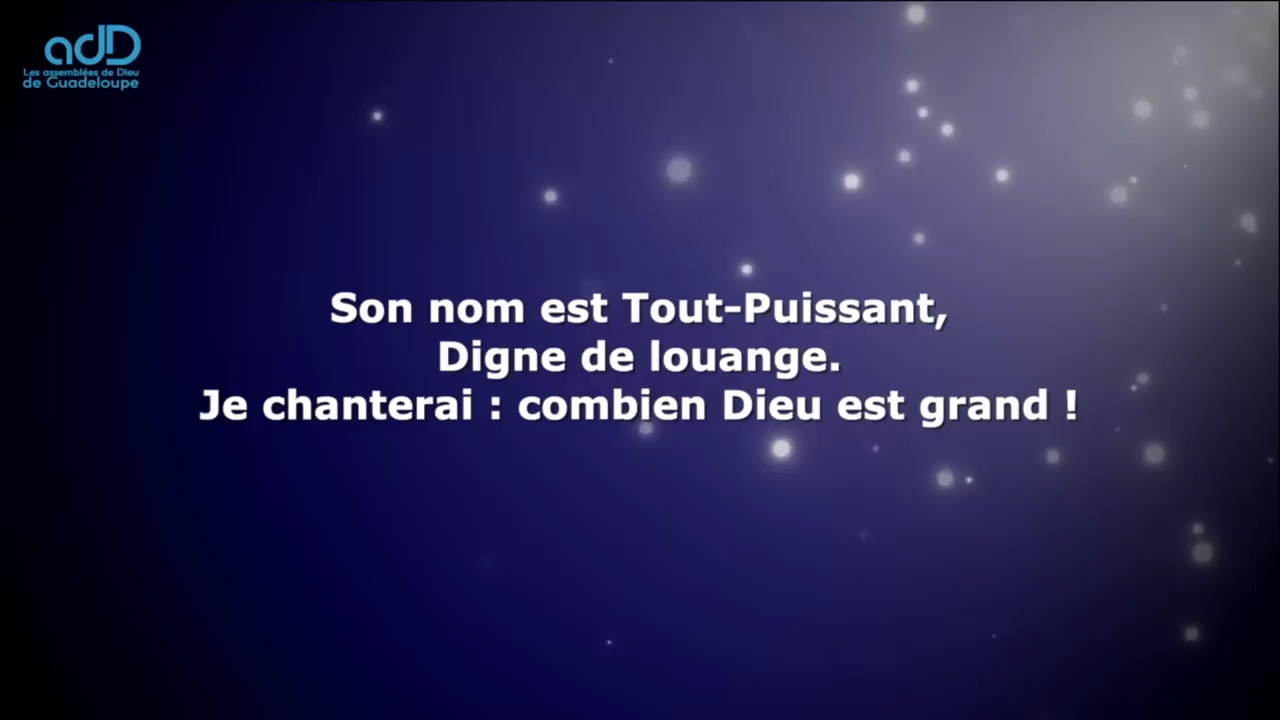 add
Les assemblées de Dieu
de Guadeloupe
Son nom est Tout-Puissant,
Digne de louange.
Je chanterai : combien Dieu est grand !